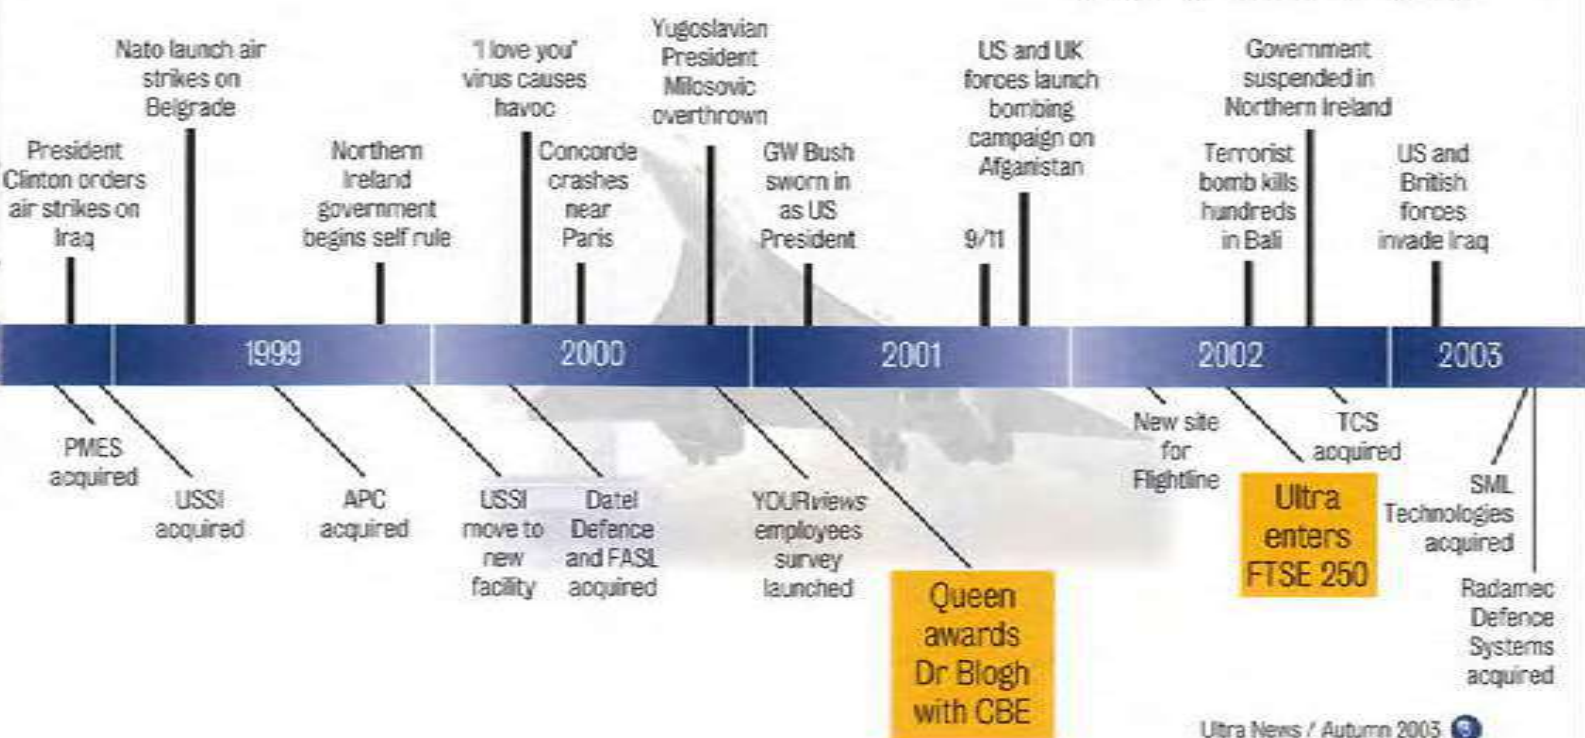 Nato launch air
strikes on
Belgrade
"I love you"
virus causes
havoc
Yugoslavian
President
Milosovic
overthrown
US and UK
forces launch
bombing
campaign on
Afganistan
Government
suspended in
Northern Ireland
President
Clinton orders
air strikes on
Iraq
Northern
Ireland
government
begins self rule
Concorde
crashes
near
Paris
GW Bush
sworn in
as US
President
9/11
Terrorist
bomb kills
hundreds
in Bali
US and
British
forces
invade Iraq
1999
2000
2001
2002
2003
PMES
acquired
USSI
acquired
APC
acquired
USSI
move to
new
facility
Datel
Defence
and FASL
acquired
YOURviews
employees
survey
launched
Queen
awards
Dr Blogh
with CBE
New site
for
Flightline
Ultra
enters
FTSE 250
TCS
acquired
SML
Technologies
acquired
Radamec
Defence
Systems
acquired
Ultra News / Autumn 2003